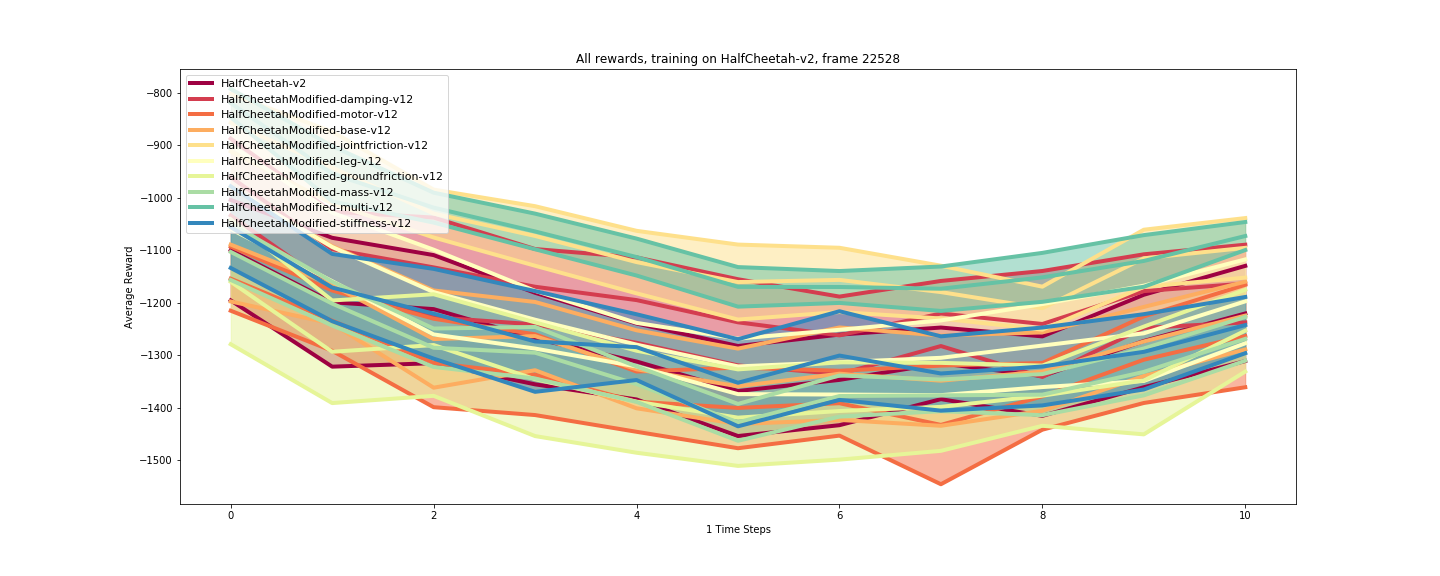 All rewards, training on HalfCheetah-v2, frame 22528
HalfCheetah-v2
HalfCheetahModified-damping-v12
HalfCheetahModified-motor-v12
HalfCheetahModified-base-v12
HalfCheetahModified-jointfriction-v12
HalfCheetahModified-leg-v12
HalfCheetahModified-groundfriction-v12
HalfCheetahModified-mass-v12
HalfCheetahModified-multi-v12
HalfCheetahModified-stiffness-v12
Average Reward
−800
−900
−1000
−1100
−1200
−1300
−1400
−1500
0 2 4 6 8 10
1 Time Steps